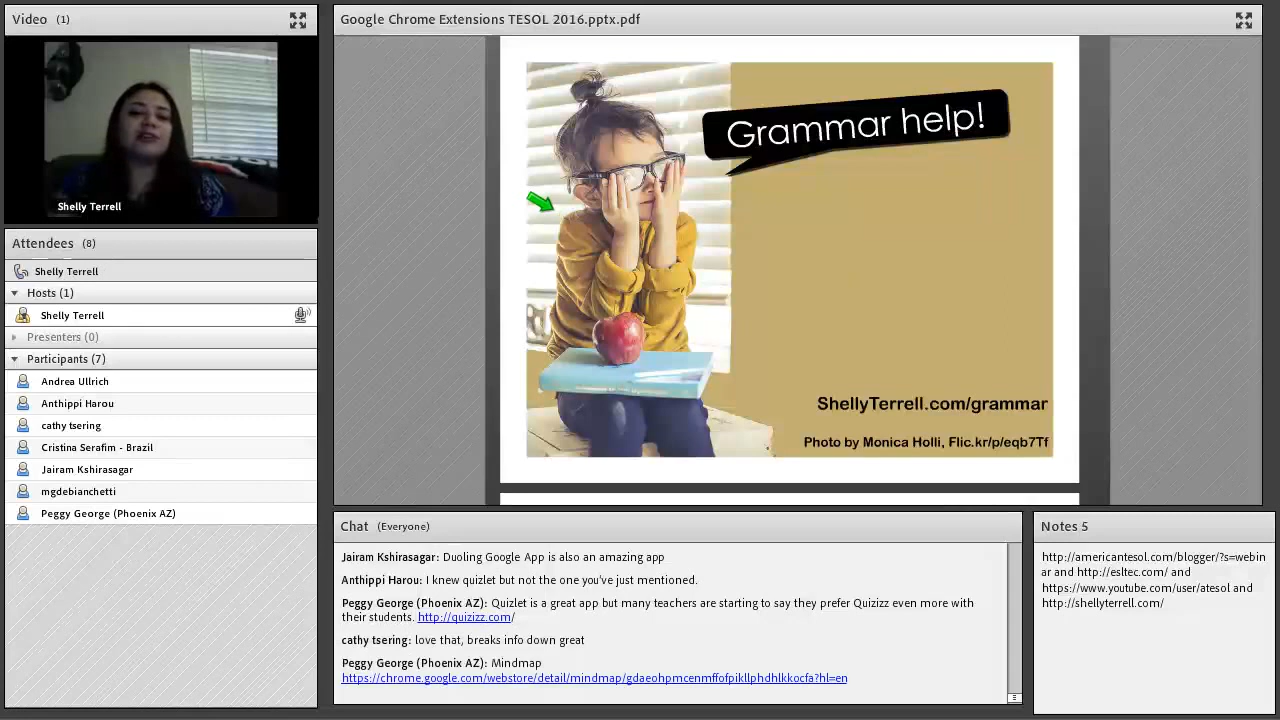 Video (1)
Shelly Terrell
Attendees (8)
Shelly Terrell
Hosts (1)
Shelly Terrell
Presenters (0)
Participants (7)
Andrea Ullrich
Anthippi Harou
cathy tsering
Cristina Serafim - Brazil
Jairam Kshirasagar
mgdebianchetti
Peggy George (Phoenix AZ)
Google Chrome Extensions TESOL 2016.pptx.pdf
Grammar help!
ShellyTerrell.com/grammar
Photo by Monica Holli, Flic.kr/p/eqb7Tf
Chat (Everyone)
Jairam Kshirasagar: Duoling Google App is also an amazing app
Anthippi Harou: I knew quizlet but not the one you've just mentioned.
Peggy George (Phoenix AZ): Quizlet is a great app but many teachers are starting to say they prefer Quizizz even more with
their students. http://quizizz.com/
cathy tsering: love that, breaks info down great
Peggy George (Phoenix AZ): Mindmap
https://chrome.google.com/webstore/detail/mindmap/gdaeohpmcenmffofpikllphdhlkkocfa?hl=en
Notes 5
http://americantesol.com/blogger/?s=webin
ar and http://esltec.com/ and
https://www.youtube.com/user/atesol and
http://shellyterrell.com/